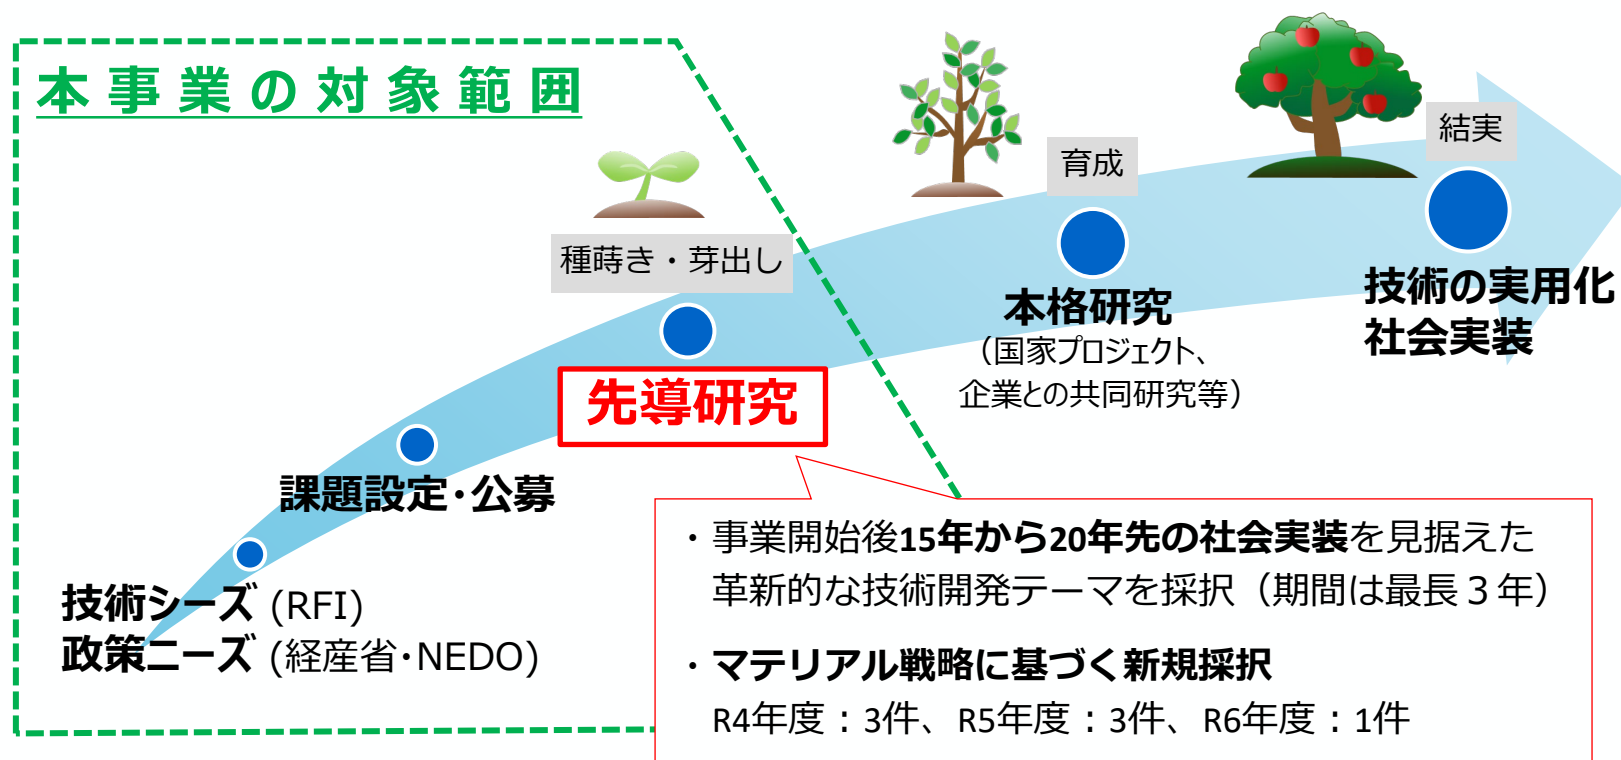 本事業の対象範囲
種蒔き・芽出し
育成
結実
技術シーズ (RFI)
政策ニーズ (経産省・NEDO)
課題設定・公募
先導研究
本格研究
（国家プロジェクト、
企業との共同研究等）
技術の実用化
社会実装
・事業開始後15年から20年先の社会実装を見据えた
革新的な技術開発テーマを採択（期間は最長３年）
・マテリアル戦略に基づく新規採択
R4年度：3件、R5年度：3件、R6年度：1件